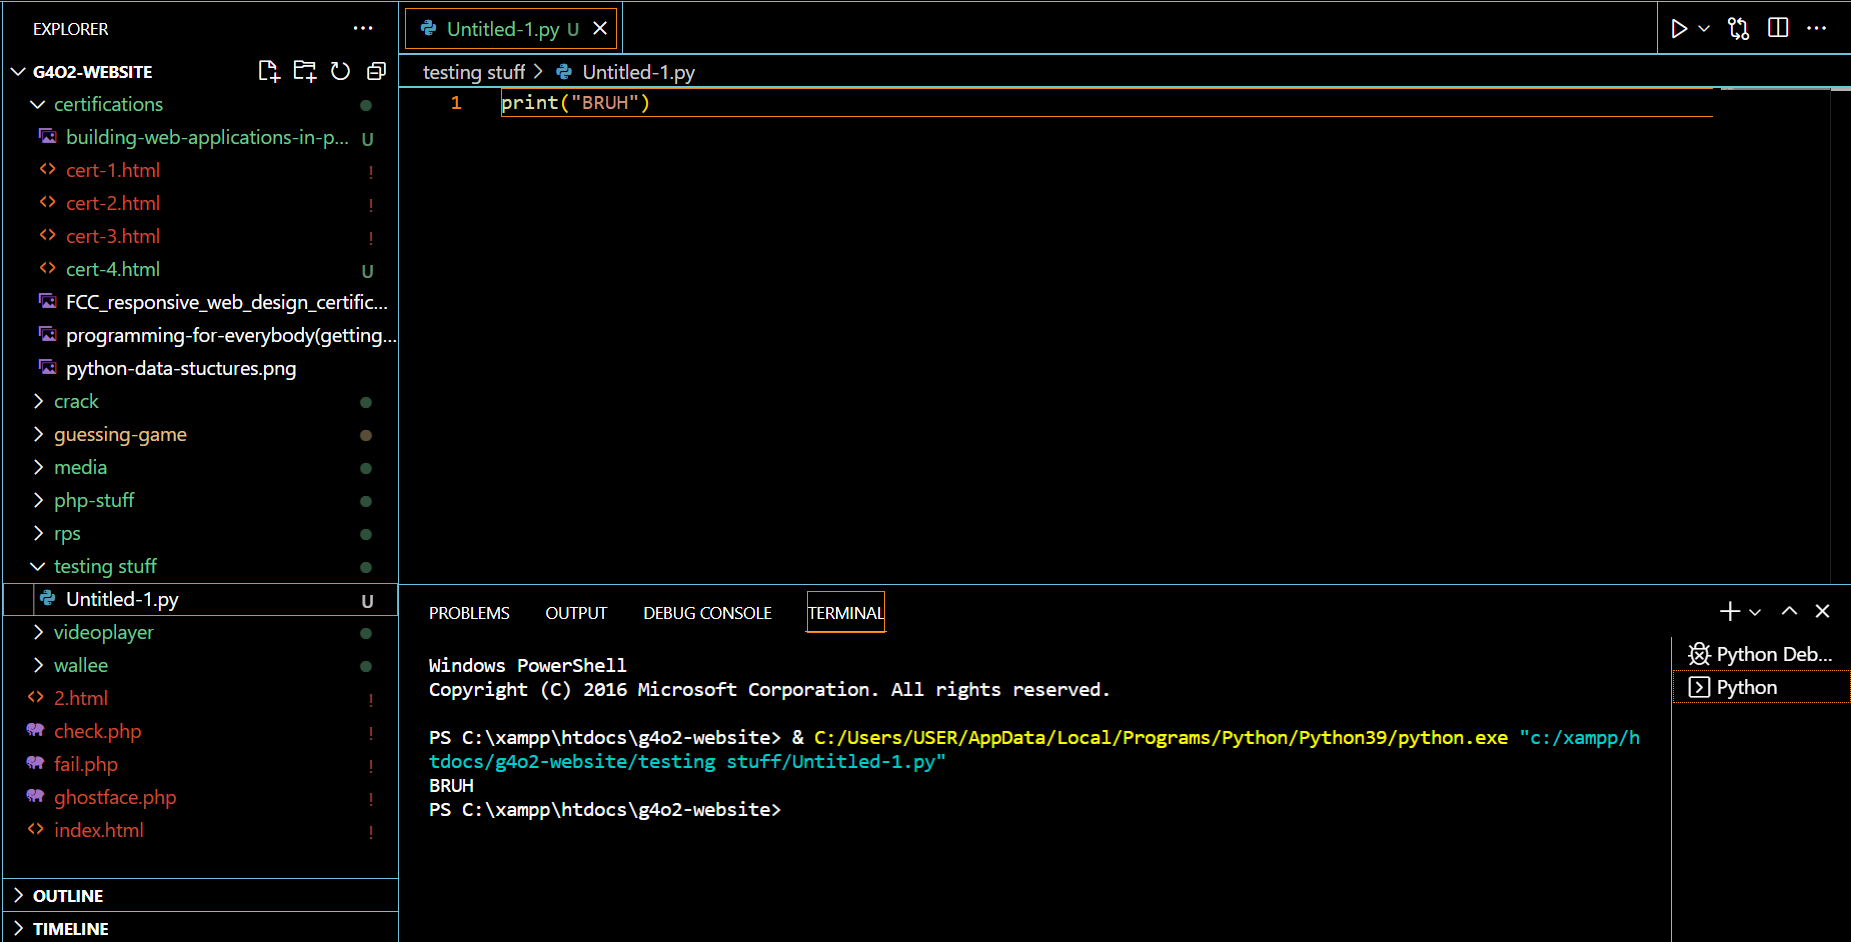 EXPLORER
G4O2-WEBSITE
certifications
building-web-applications-in-p... U
cert-1.html !
cert-2.html !
cert-3.html !
cert-4.html U
FCC_responsive_web_design_certific...
programming-for-everybody(getting...
python-data-stuctures.png
crack
guessing-game
media
php-stuff
rps
testing stuff
Untitled-1.py U
videoplayer
wallee
2.html !
check.php !
fail.php !
ghostface.php !
index.html !
OUTLINE
TIMELINE
Untitled-1.py U
testing stuff > Untitled-1.py
1 print("BRUH")
PROBLEMS OUTPUT DEBUG CONSOLE TERMINAL
Windows PowerShell
Copyright (C) 2016 Microsoft Corporation. All rights reserved.
PS C:\xampp\htdocs\g4o2-website> & C:/Users/USER/AppData/Local/Programs/Python/Python39/python.exe "c:/xampp/h
tdocs/g4o2-website/testing stuff/Untitled-1.py"
BRUH
PS C:\xampp\htdocs\g4o2-website>
Python Deb...
Python